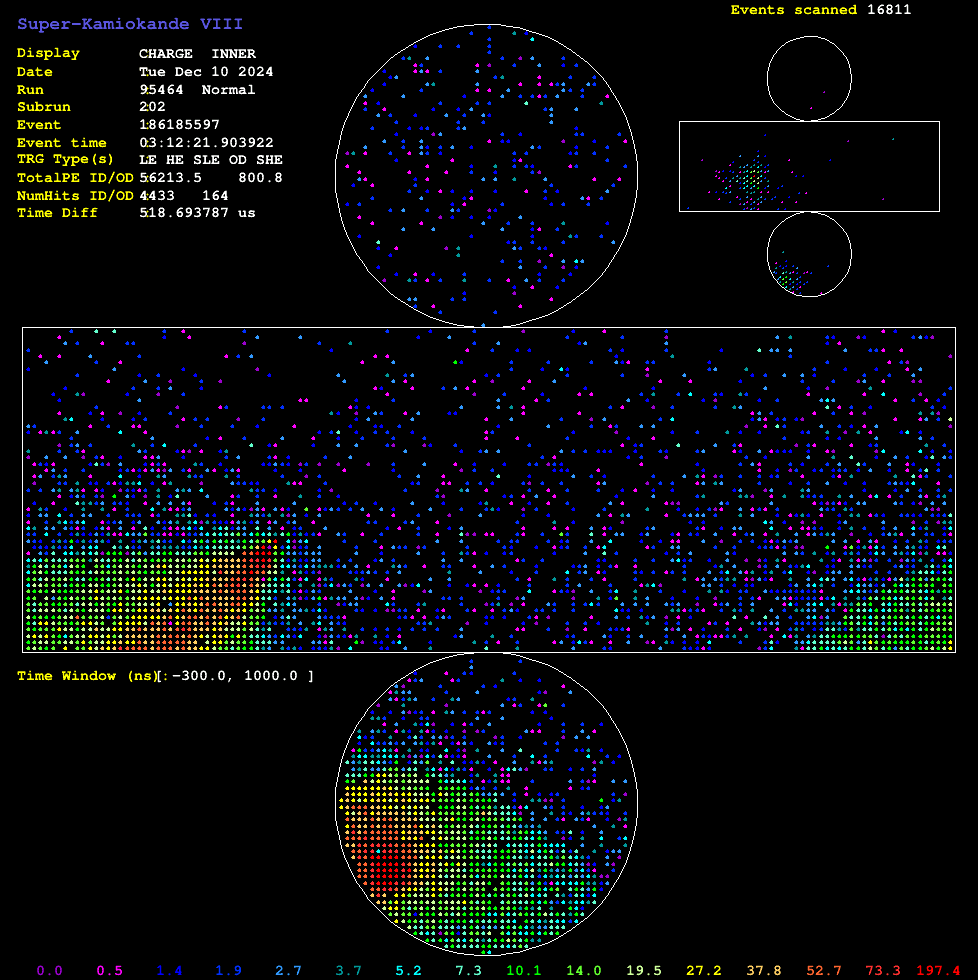 Super-Kamiokande VIII
Events scanned 16811
Display CHARGE INNER
Date Tue Dec 10 2024
Run 95464 Normal
Subrun 202
Event 186185597
Event time 03:12:21.903922
TRG Type(s) LE HE SLE OD SHE
TotalPE ID/OD 56213.5 800.8
NumHits ID/OD 4433 164
Time Diff 518.693787 us
Time Window (ns)[:-300.0, 1000.0 ]
0.0 0.5 1.4 1.9 2.7 3.7 5.2 7.3 10.1 14.0 19.5 27.2 37.8 52.7 73.3 197.4